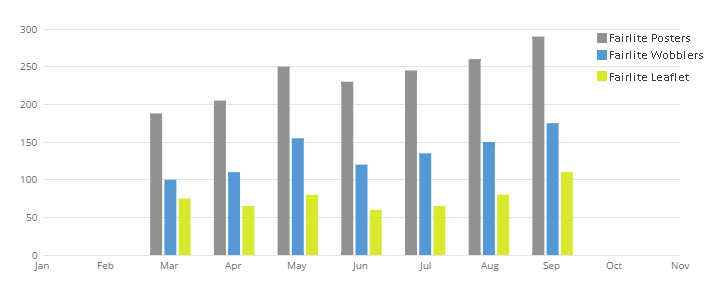 300
Fairlite Posters
Fairlite Wobblers
250
Fairlite Leaflet
200
150
100
50
0
Jan Feb Mar Apr May Jun Jul Aug Sep Oct Nov